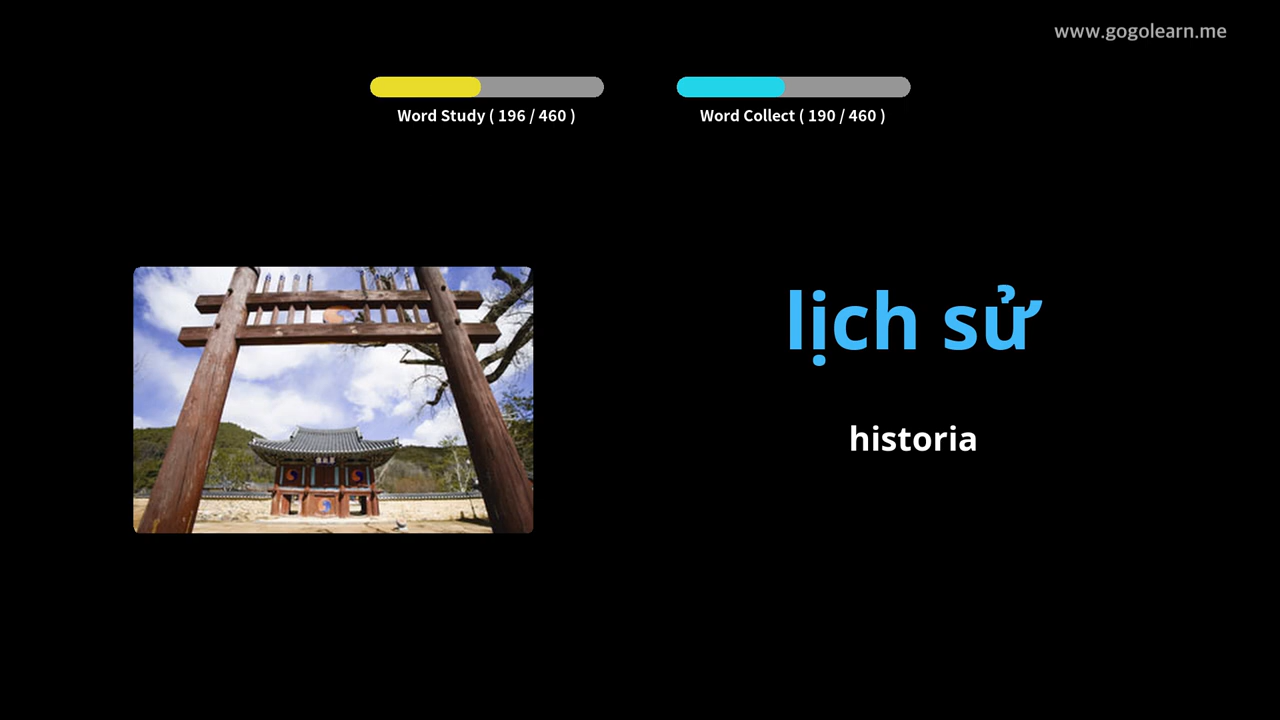 www.gogolearn.me
Word Study ( 196 / 460 )
Word Collect ( 190 / 460 )
lịch sử
historia